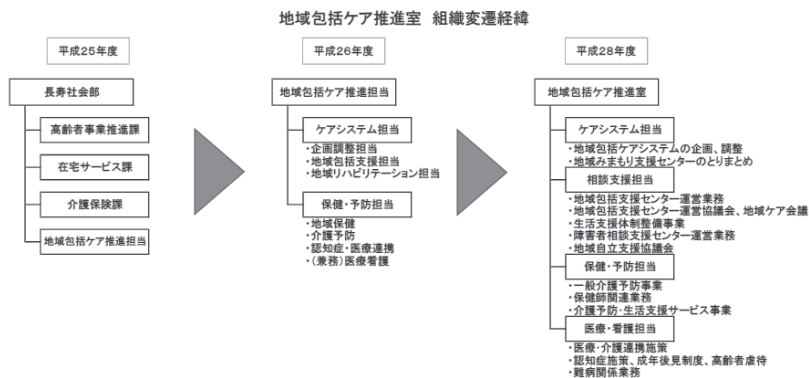 地域包括ケア推進室 組織変遷経緯
平成25年度
長寿社会部
高齢者事業推進課
在宅サービス課
介護保険課
地域包括ケア推進担当
平成26年度
地域包括ケア推進担当
ケアシステム担当
・企画調整担当
・地域包括支援担当
・地域リハビリテーション担当
保健・予防担当
・地域保健
・介護予防
・認知症・医療連携
・(兼務)医療看護
平成28年度
地域包括ケア推進室
ケアシステム担当
・地域包括ケアシステムの企画、調整
・地域みまもり支援センターのとりまとめ
相談支援担当
・地域包括支援センター運営業務
・地域包括支援センター運営協議会、地域ケア会議
・生活支援体制整備事業
・障害者相談支援センター運営業務
・地域自立支援協議会
保健・予防担当
・一般介護予防事業
・保健師関連業務
・介護予防・生活支援サービス事業
医療・看護担当
・医療・介護連携施策
・認知症施策、成年後見制度、高齢者虐待
・難病関係業務